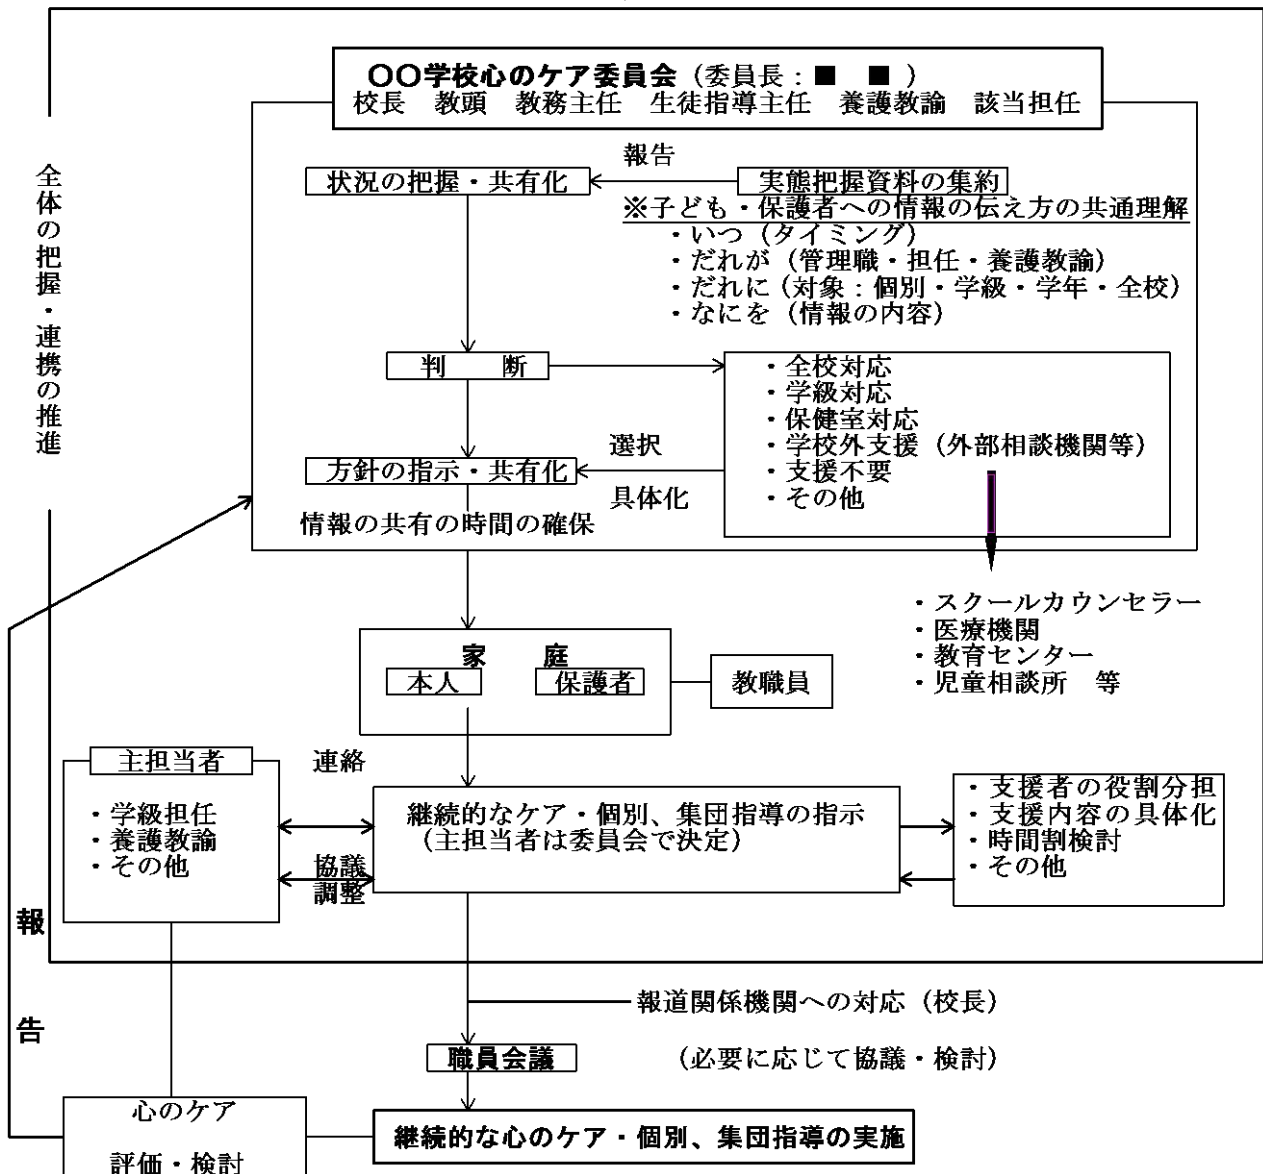 〇〇学校心のケア委員会（委員長：■　■ ）
校長　教頭　教務主任　生徒指導主任　養護教諭　該当担任
全体の把握・連携の推進
報告
状況の把握・共有化
実態把握資料の集約
※子ども・保護者への情報の伝え方の共通理解
・いつ（タイミング）
・だれが（管理職・担任・養護教諭）
・だれに（対象：個別・学級・学年・全校）
・なにを（情報の内容）
判　　断
・全校対応
・学級対応
・保健室対応
・学校外支援（外部相談機関等）
・支援不要
・その他
選択
方針の指示・共有化
具体化
情報の共有の時間の確保
・スクールカウンセラー
・医療機関
・教育センター
・児童相談所　等
家　　庭
本人
保護者
教職員
主担当者
連絡
・学級担任
・養護教諭
・その他
継続的なケア・個別、集団指導の指示
（主担当者は委員会で決定）
・支援者の役割分担
・支援内容の具体化
・時間割検討
・その他
協議
調整
報
告
報道関係機関への対応（校長）
職員会議
（必要に応じて協議・検討）
心のケア
評価・検討
継続的な心のケア・個別、集団指導の実施